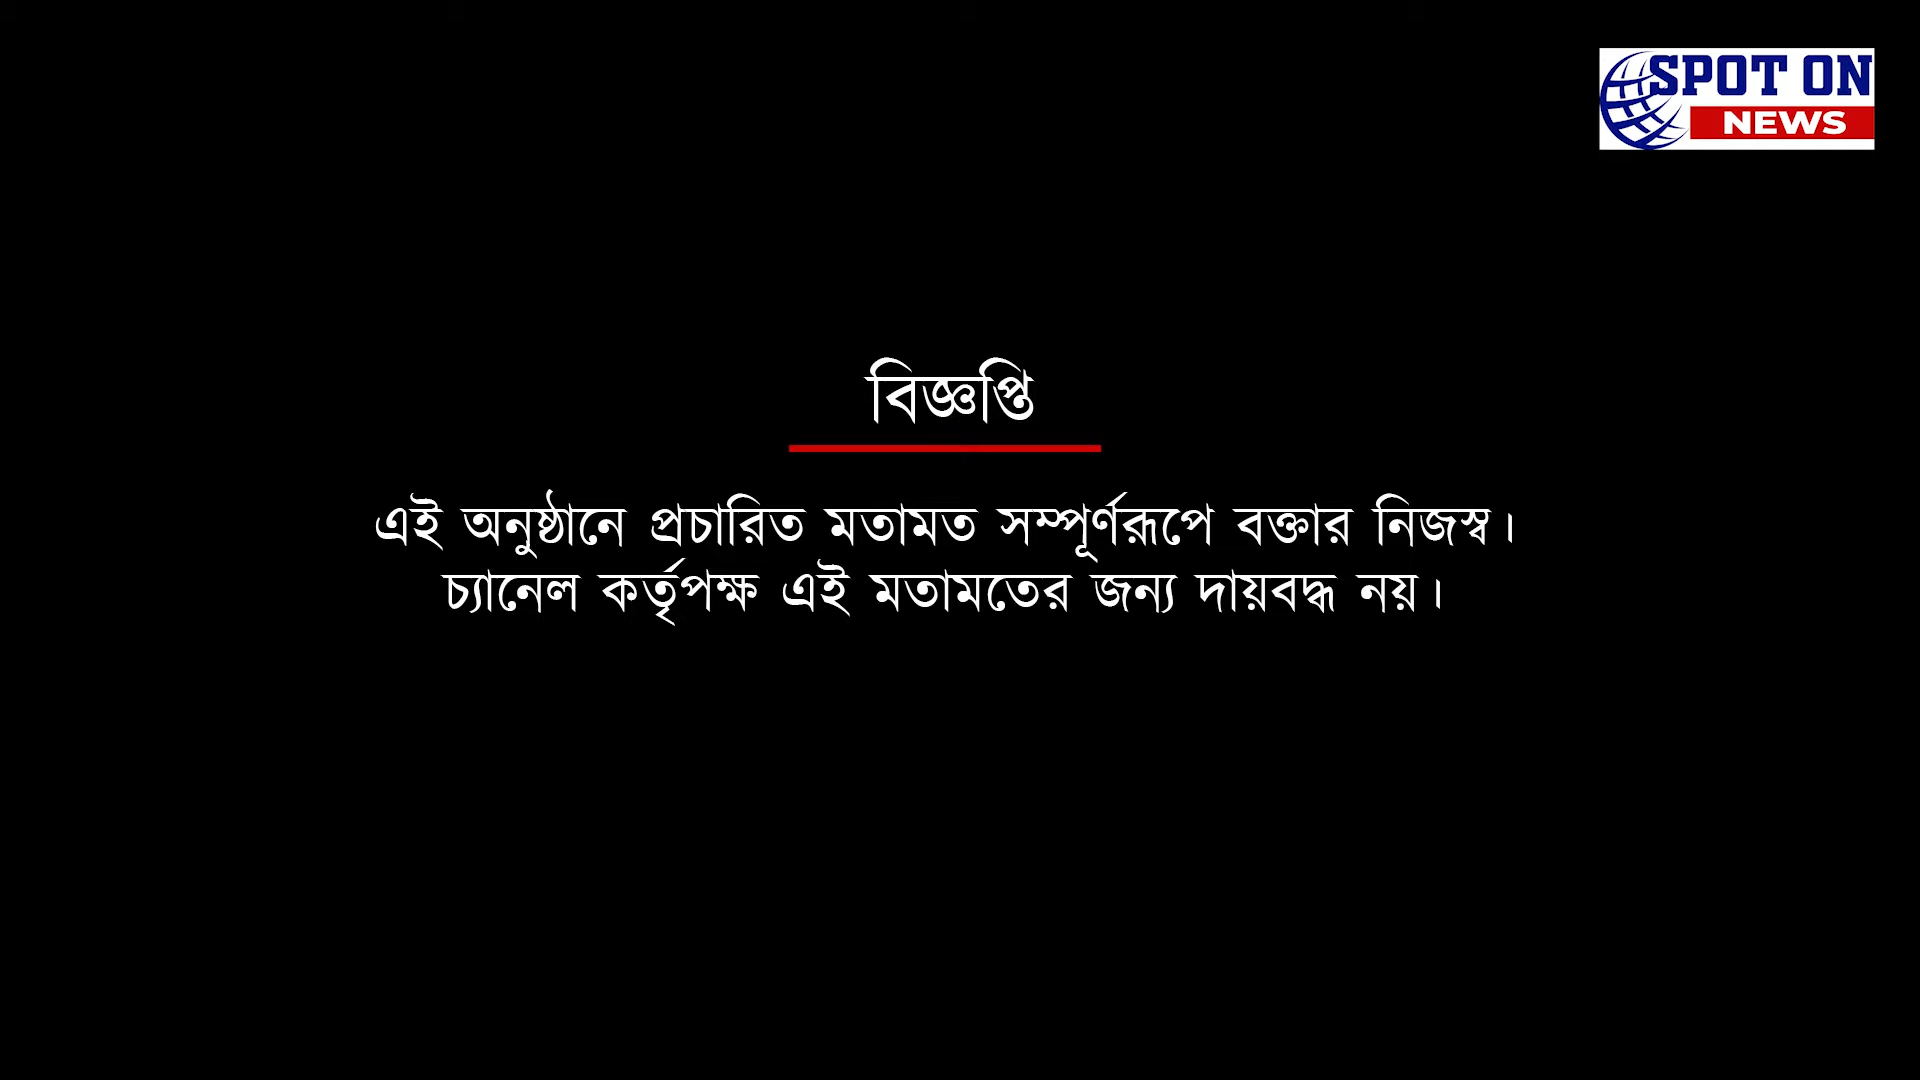 SPOT ON
NEWS
বিজ্ঞপ্তি
এই অনুষ্ঠানে প্রচারিত মতামত সম্পূর্ণরূপে বক্তার নিজস্ব।
চ্যানেল কর্তৃপক্ষ এই মতামতের জন্য দায়বদ্ধ নয়।